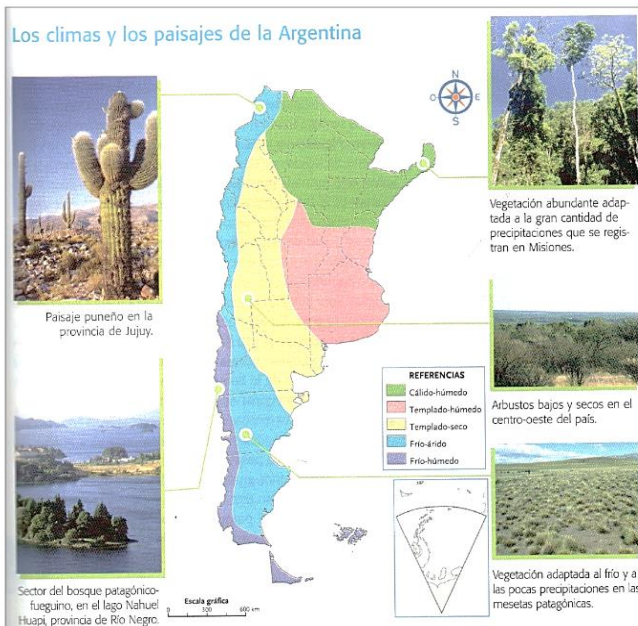 Los climas y los paisajes de la Argentina
N
O
E
S
Paisaje puneño en la
provincia de Jujuy.
Vegetación abundante adap-
tada a la gran cantidad de
precipitaciones que se regis-
tran en Misiones.
REFERENCIAS
Cálido-húmedo
Templado-húmedo
Templado-seco
Frío-árido
Frío-húmedo
Arbustos bajos y secos en el
centro-oeste del país.
Sector del bosque patagónico-
fueguino, en el lago Nahuel
Huapi, provincia de Río Negro.
Escala gráfica
0 300 600 km
Vegetación adaptada al frío y a
las pocas precipitaciones en las
mesetas patagónicas.